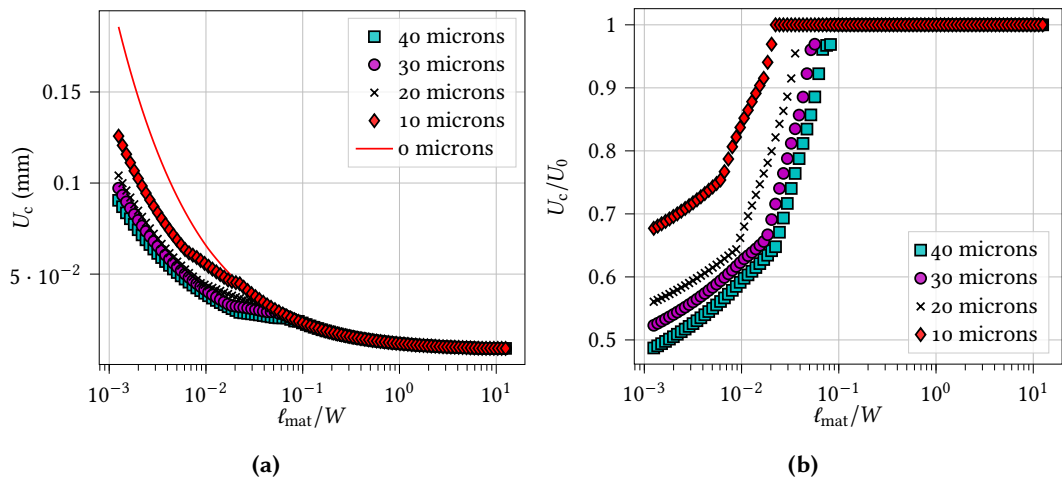 0.15
0.1
5 · 10⁻²
U_c (mm)
10⁻³ 10⁻² 10⁻¹ 10⁰ 10¹
ℓ_mat/W
40 microns
30 microns
20 microns
10 microns
0 microns
(a)
1
0.9
0.8
0.7
0.6
0.5
U_c/U_0
10⁻³ 10⁻² 10⁻¹ 10⁰ 10¹
ℓ_mat/W
40 microns
30 microns
20 microns
10 microns
(b)